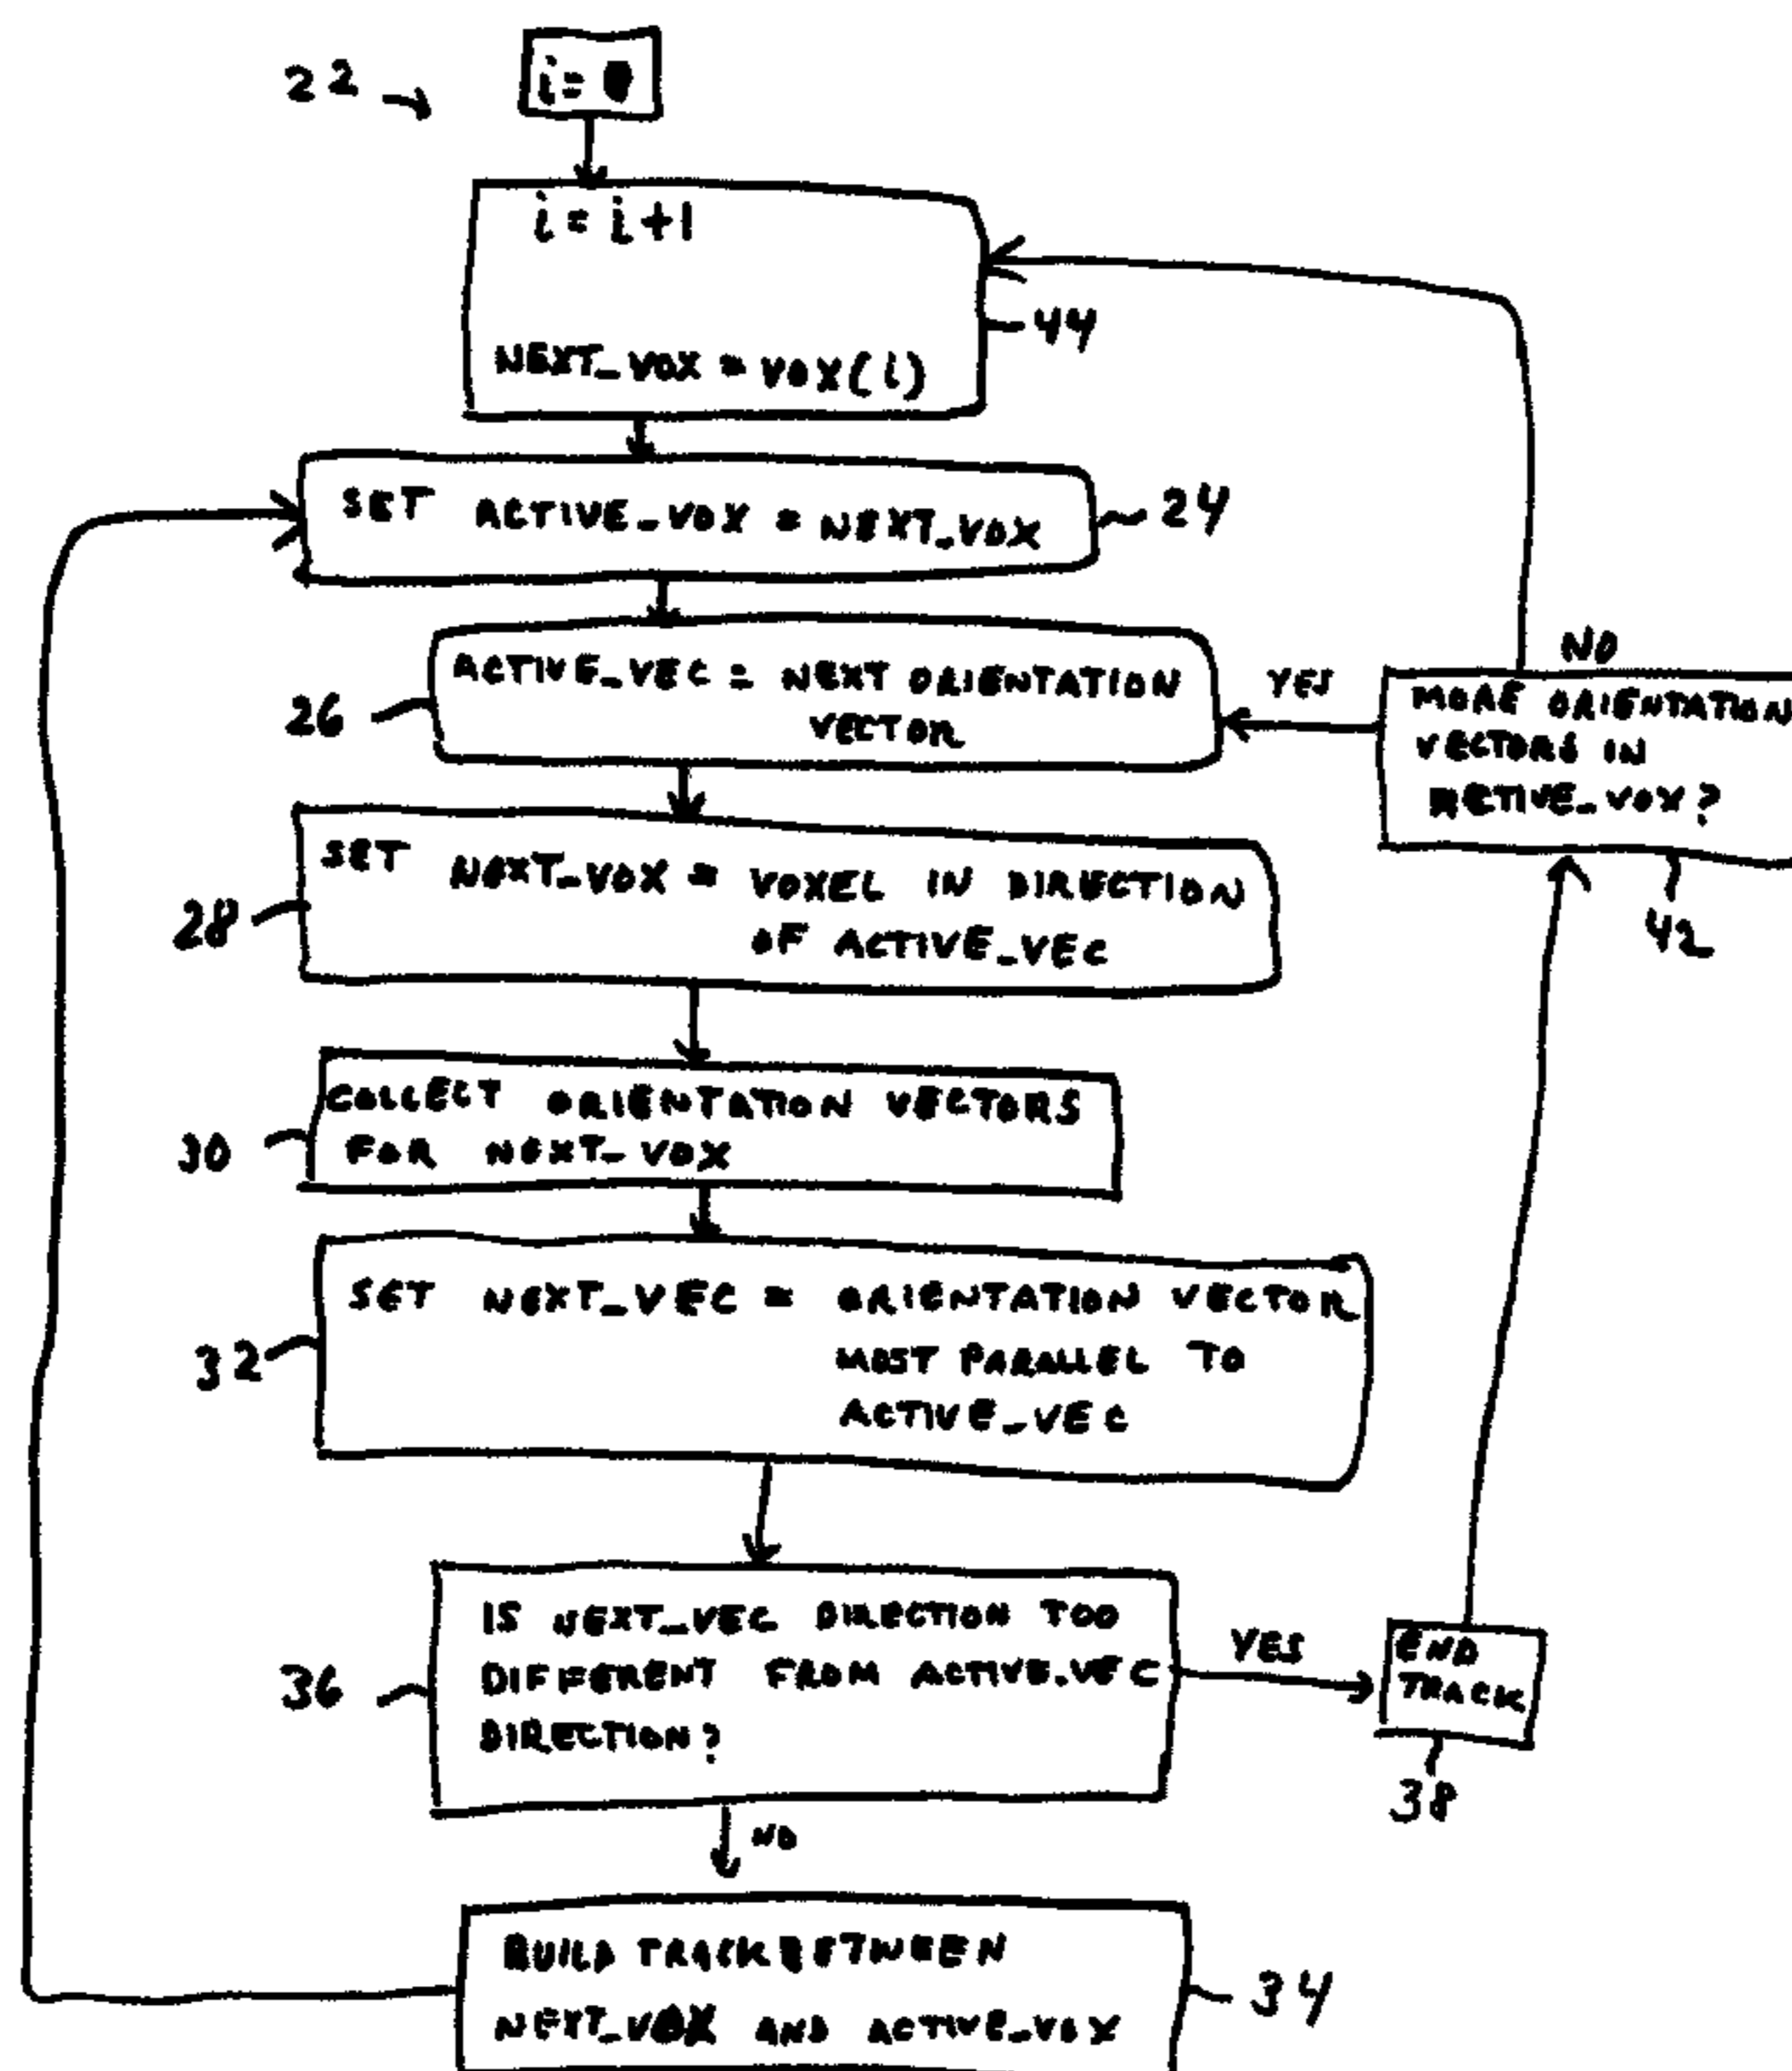 22
i=0
i=i+1
44
NEXT_VOX = VOX(i)
SET ACTIVE_VOX = NEXT_VOX
24
NO
ACTIVE_VEC = NEXT ORIENTATION
VECTOR
26
YES
MORE ORIENTATION
VECTORS IN
ACTIVE_VOX?
42
SET NEXT_VOX = VOXEL IN DIRECTION
OF ACTIVE_VEC
28
COLLECT ORIENTATION VECTORS
FOR NEXT_VOX
30
SET NEXT_VEC = ORIENTATION VECTOR
MOST PARALLEL TO
ACTIVE_VEC
32
IS NEXT_VEC DIRECTION TOO
DIFFERENT FROM ACTIVE_VEC
DIRECTION?
36
YES
END
TRACK
38
NO
BUILD TRACK BETWEEN
NEXT_VOX AND ACTIVE_VOX
34